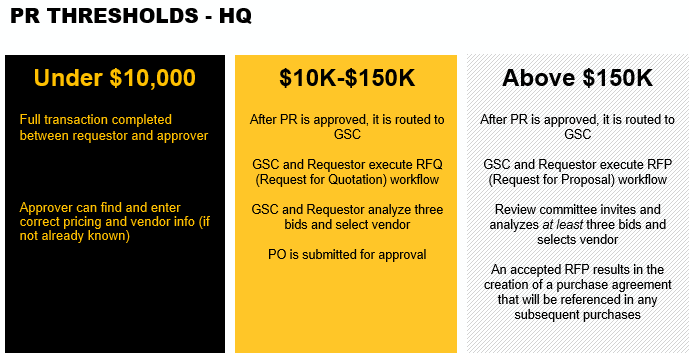 PR THRESHOLDS - HQ
Under $10,000
Full transaction completed
between requestor and approver
Approver can find and enter
correct pricing and vendor info (if
not already known)
$10K-$150K
After PR is approved, it is routed to
GSC
GSC and Requestor execute RFQ
(Request for Quotation) workflow
GSC and Requestor analyze three
bids and select vendor
PO is submitted for approval
Above $150K
After PR is approved, it is routed to
GSC
GSC and Requestor execute RFP
(Request for Proposal) workflow
Review committee invites and
analyzes at least three bids and
selects vendor
An accepted RFP results in the
creation of a purchase agreement
that will be referenced in any
subsequent purchases